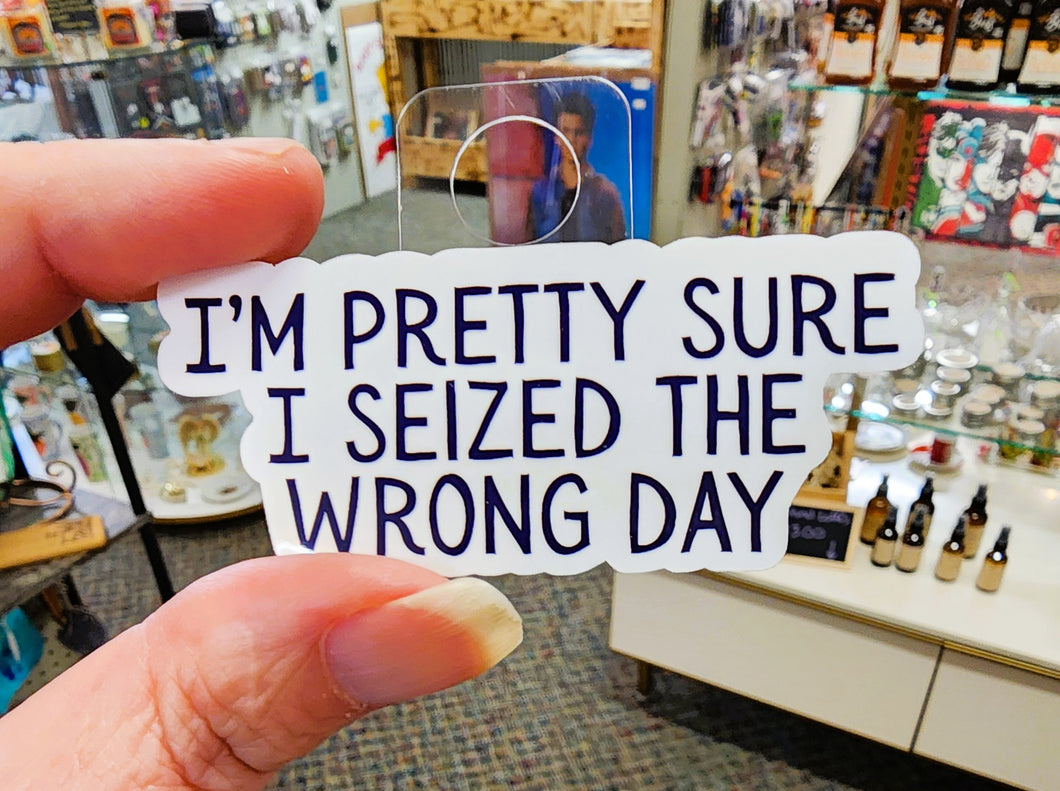 I'M PRETTY SURE
I SEIZED THE
WRONG DAY